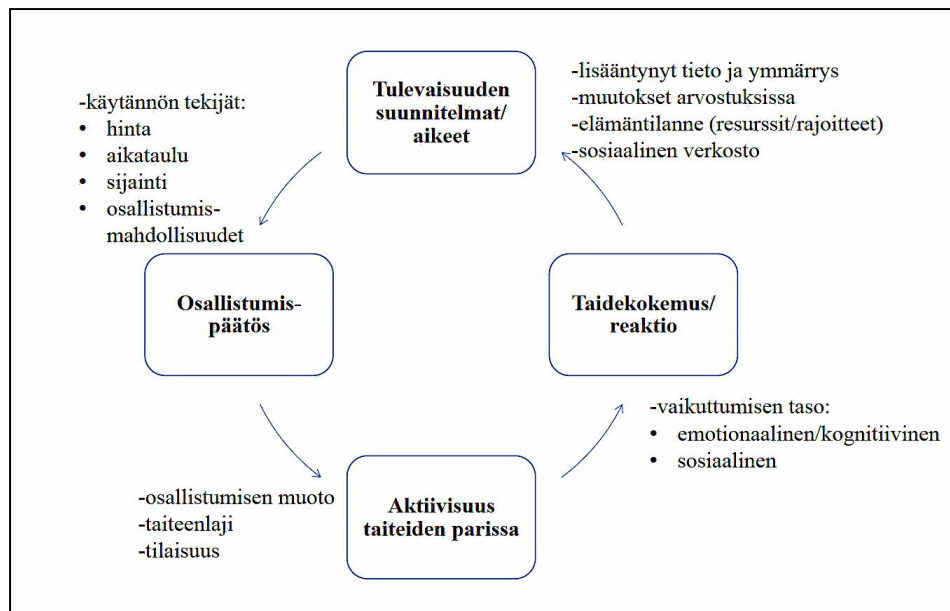 Tulevaisuuden
suunnitelmat/
aikeet
-lisääntynyt tieto ja ymmärrys
-muutokset arvostuksissa
-elämäntilanne (resurssit/rajoitteet)
-sosiaalinen verkosto
-käytännön tekijät:
• hinta
• aikataulu
• sijainti
• osallistumis-
mahdollisuudet
Osallistumis-
päätös
Taidekokemus/
reaktio
-vaikuttumisen taso:
• emotionaalinen/kognitiivinen
• sosiaalinen
-osallistumisen muoto
-taiteenlaji
-tilaisuus
Aktiivisuus
taiteiden parissa